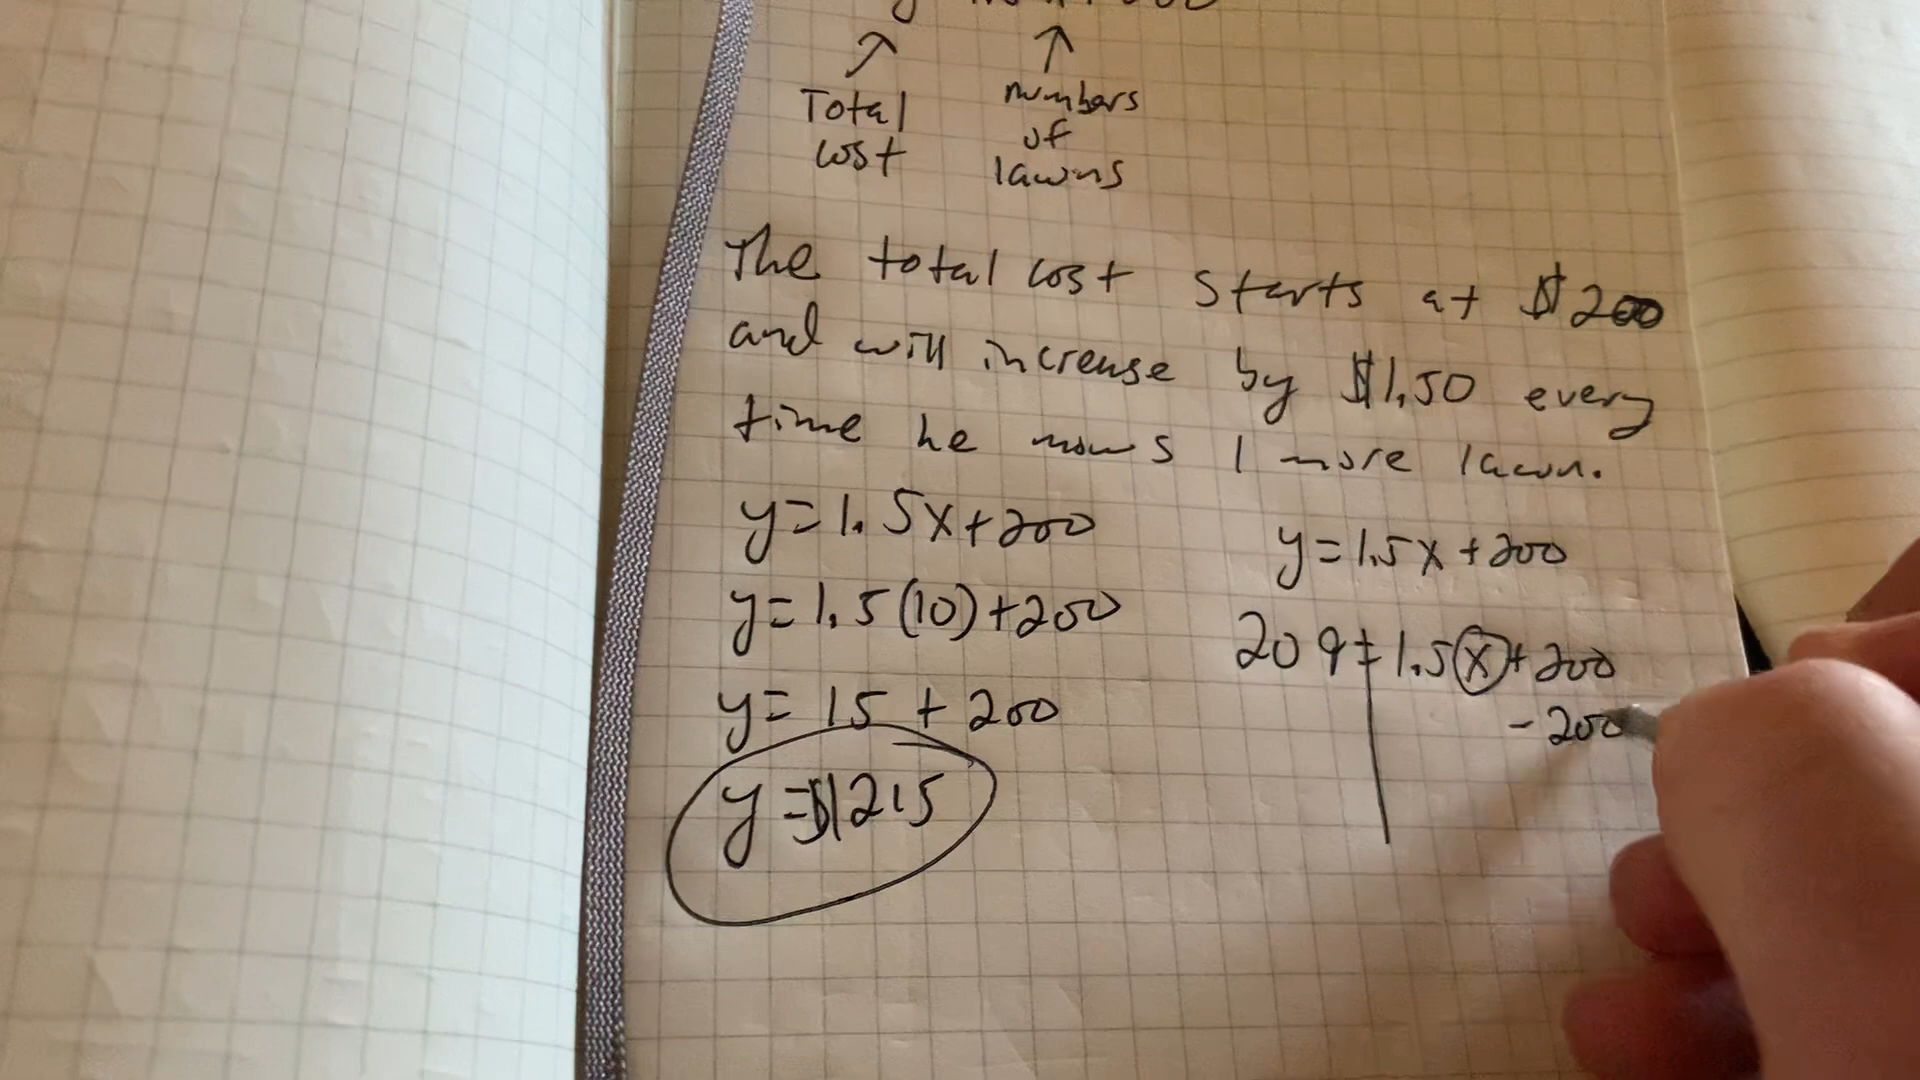 Total
cost
numbers
of
lawns
The total cost starts at $200
and will increase by $1.50 every
time he mows 1 more lawn.
y=1.5x+200
y=1.5(10)+200
y=15+200
y=$215
y=1.5x+200
209=1.5(x)+200
-200